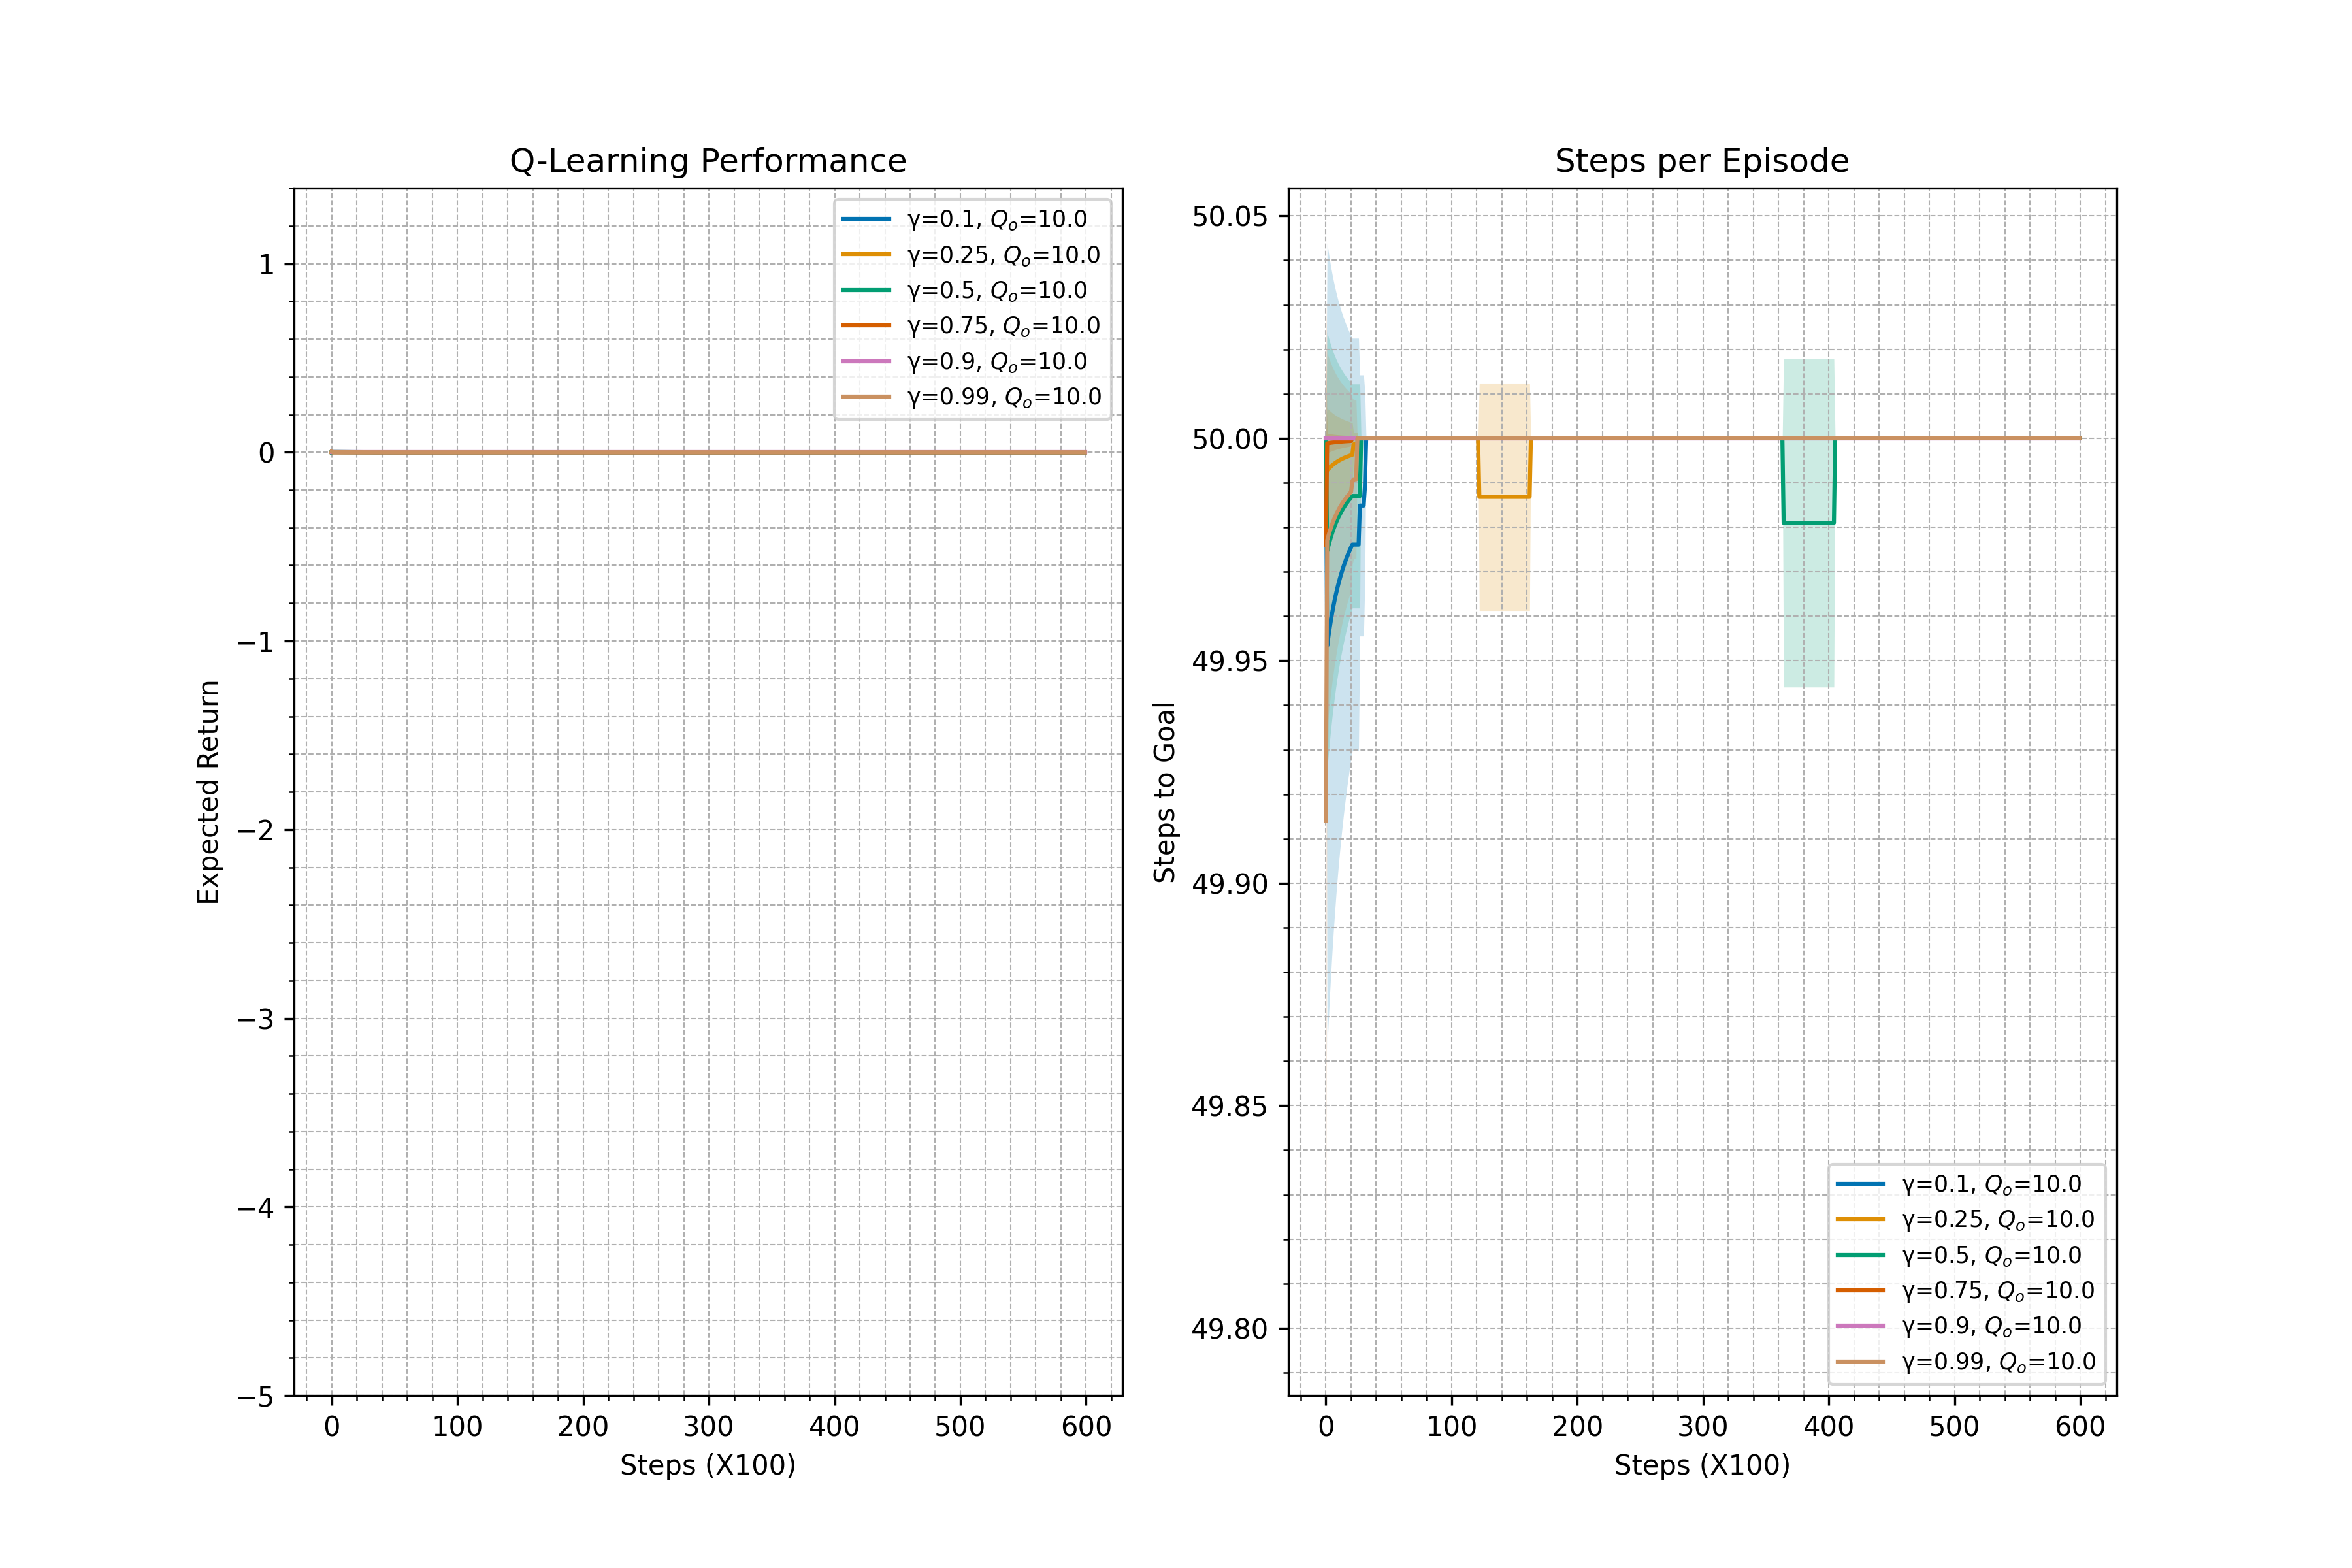 Q-Learning Performance
1
0
−1
−2
−3
−4
−5
Expected Return
0 100 200 300 400 500 600
Steps (X100)
γ=0.1, Qo=10.0
γ=0.25, Qo=10.0
γ=0.5, Qo=10.0
γ=0.75, Qo=10.0
γ=0.9, Qo=10.0
γ=0.99, Qo=10.0
Steps per Episode
50.05
50.00
49.95
49.90
49.85
49.80
Steps to Goal
0 100 200 300 400 500 600
Steps (X100)
γ=0.1, Qo=10.0
γ=0.25, Qo=10.0
γ=0.5, Qo=10.0
γ=0.75, Qo=10.0
γ=0.9, Qo=10.0
γ=0.99, Qo=10.0